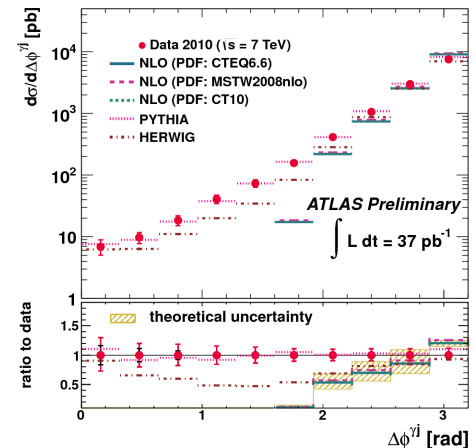 dσ/dΔϕ^γj [pb]
10^4
10^3
10^2
10
1
Data 2010 (√s = 7 TeV)
NLO (PDF: CTEQ6.6)
NLO (PDF: MSTW2008nlo)
NLO (PDF: CT10)
PYTHIA
HERWIG
ATLAS Preliminary
∫ L dt = 37 pb^-1
ratio to data
1.5
1
0.5
theoretical uncertainty
0 1 2 3
Δϕ^γj [rad]